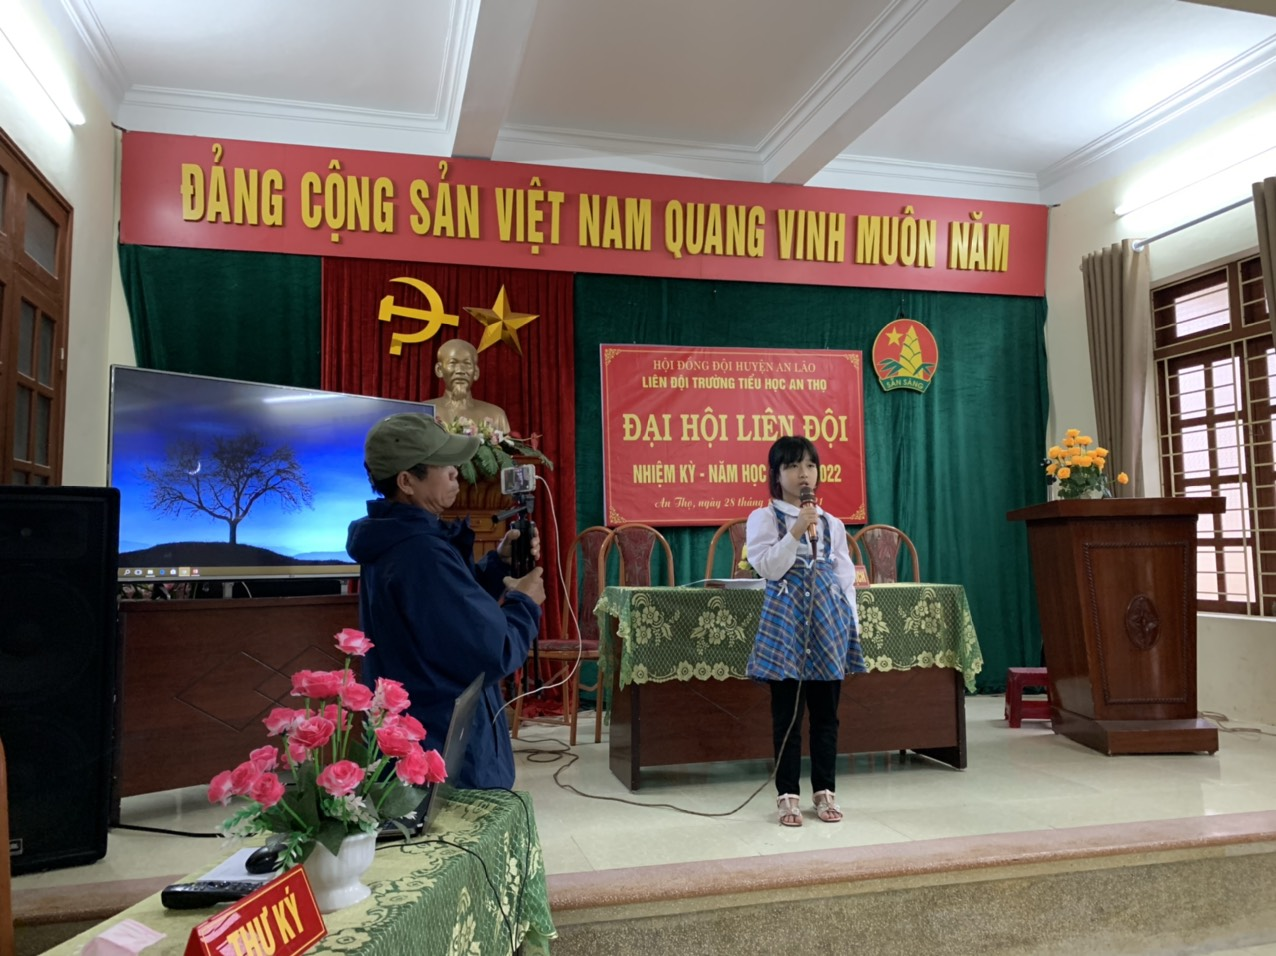 ĐẢNG CỘNG SẢN VIỆT NAM QUANG VINH MUÔN NĂM
HỘI ĐỒNG ĐỘI HUYỆN AN LÃO
LIÊN ĐỘI TRƯỜNG TIỂU HỌC AN THỌ
ĐẠI HỘI LIÊN ĐỘI
NHIỆM KỲ - NĂM HỌC 2022
An Thọ, ngày 28 tháng
SẴN SÀNG
THƯ KÝ